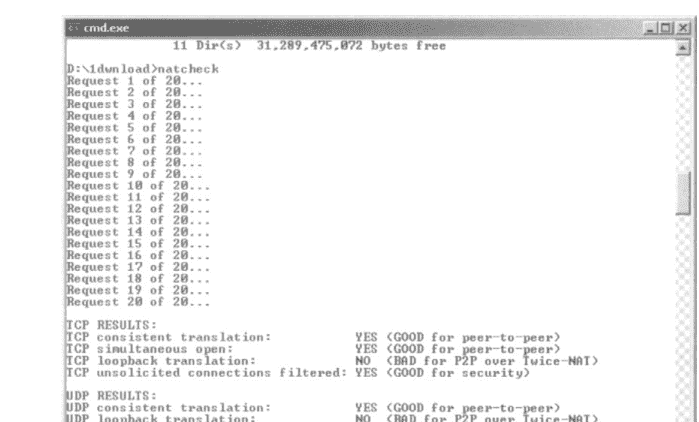 cmd.exe
11 Dir(s) 31,289,475,072 bytes free
D:\1dwnload>natcheck
Request 1 of 20...
Request 2 of 20...
Request 3 of 20...
Request 4 of 20...
Request 5 of 20...
Request 6 of 20...
Request 7 of 20...
Request 8 of 20...
Request 9 of 20...
Request 10 of 20...
Request 11 of 20...
Request 12 of 20...
Request 13 of 20...
Request 14 of 20...
Request 15 of 20...
Request 16 of 20...
Request 17 of 20...
Request 18 of 20...
Request 19 of 20...
Request 20 of 20...
TCP RESULTS:
TCP consistent translation: YES (GOOD for peer-to-peer)
TCP simultaneous open: YES (GOOD for peer-to-peer)
TCP loopback translation: NO (BAD for P2P over Twice-NAT)
TCP unsolicited connections filtered: YES (GOOD for security)
UDP RESULTS:
UDP consistent translation: YES (GOOD for peer-to-peer)
UDP loopback translation: NO (BAD for P2P over Twice-NAT)